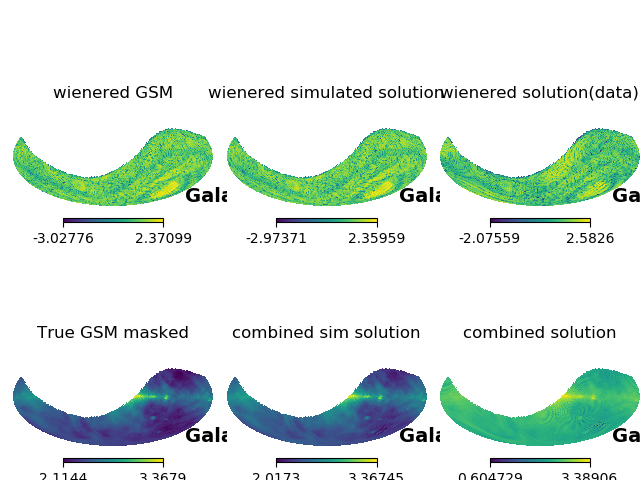 wienered GSM wienered simulated solution wienered solution(data)
Gala Gala Ga
-3.02776 2.37099 -2.97371 2.35959 -2.07559 2.5826
True GSM masked combined sim solution combined solution
Gala Gala Ga
2.1144 3.3679 2.0173 3.36745 0.604729 3.38906